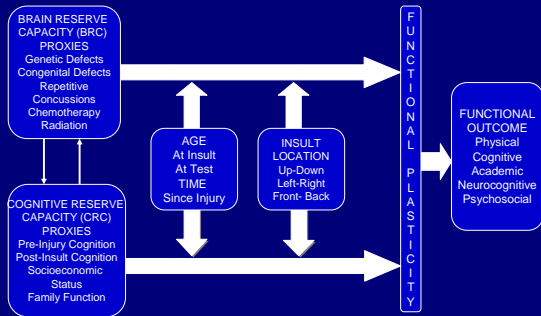 BRAIN RESERVE
CAPACITY (BRC)
PROXIES
Genetic Defects
Congenital Defects
Repetitive
Concussions
Chemotherapy
Radiation
COGNITIVE RESERVE
CAPACITY (CRC)
PROXIES
Pre-Injury Cognition
Post-Insult Cognition
Socioeconomic
Status
Family Function
AGE
At Insult
At Test
TIME
Since Injury
INSULT
LOCATION
Up-Down
Left-Right
Front- Back
FUNCTIONAL PLASTICITY
FUNCTIONAL
OUTCOME
Physical
Cognitive
Academic
Neurocognitive
Psychosocial